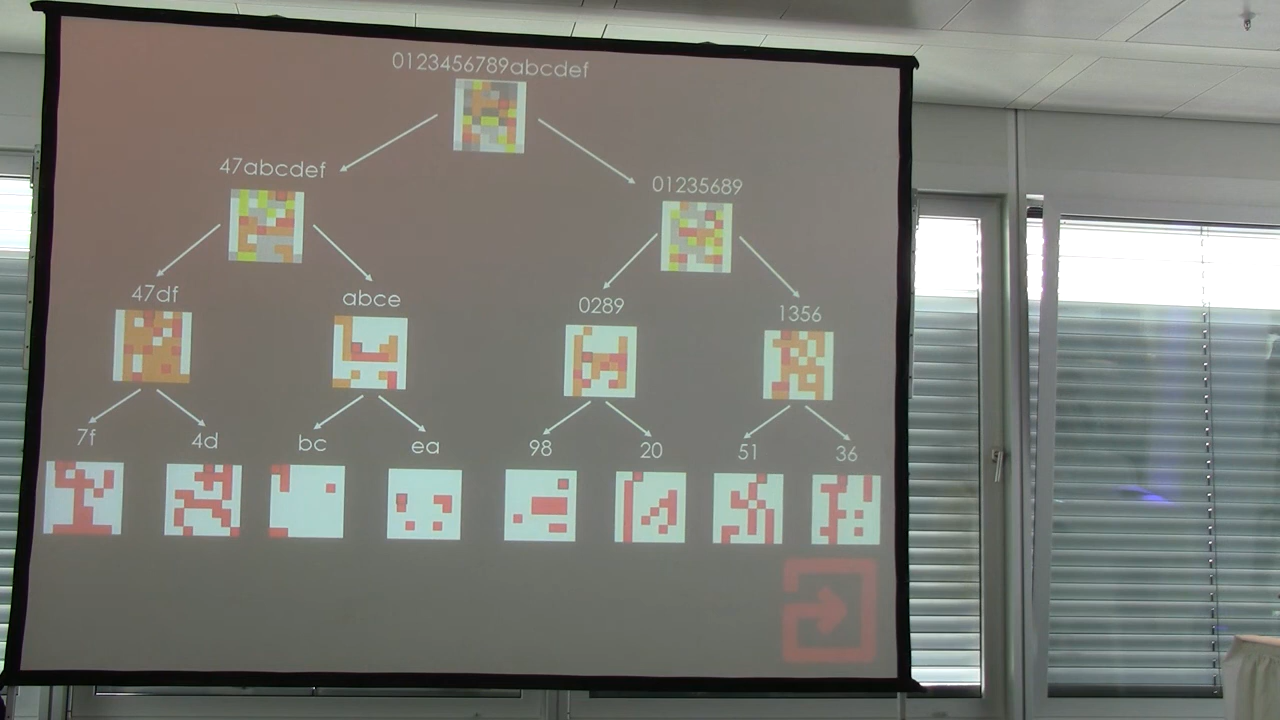 0123456789abcdef
47abcdef
01235689
47df
abce
0289
1356
7f
4d
bc
ea
98
20
51
36